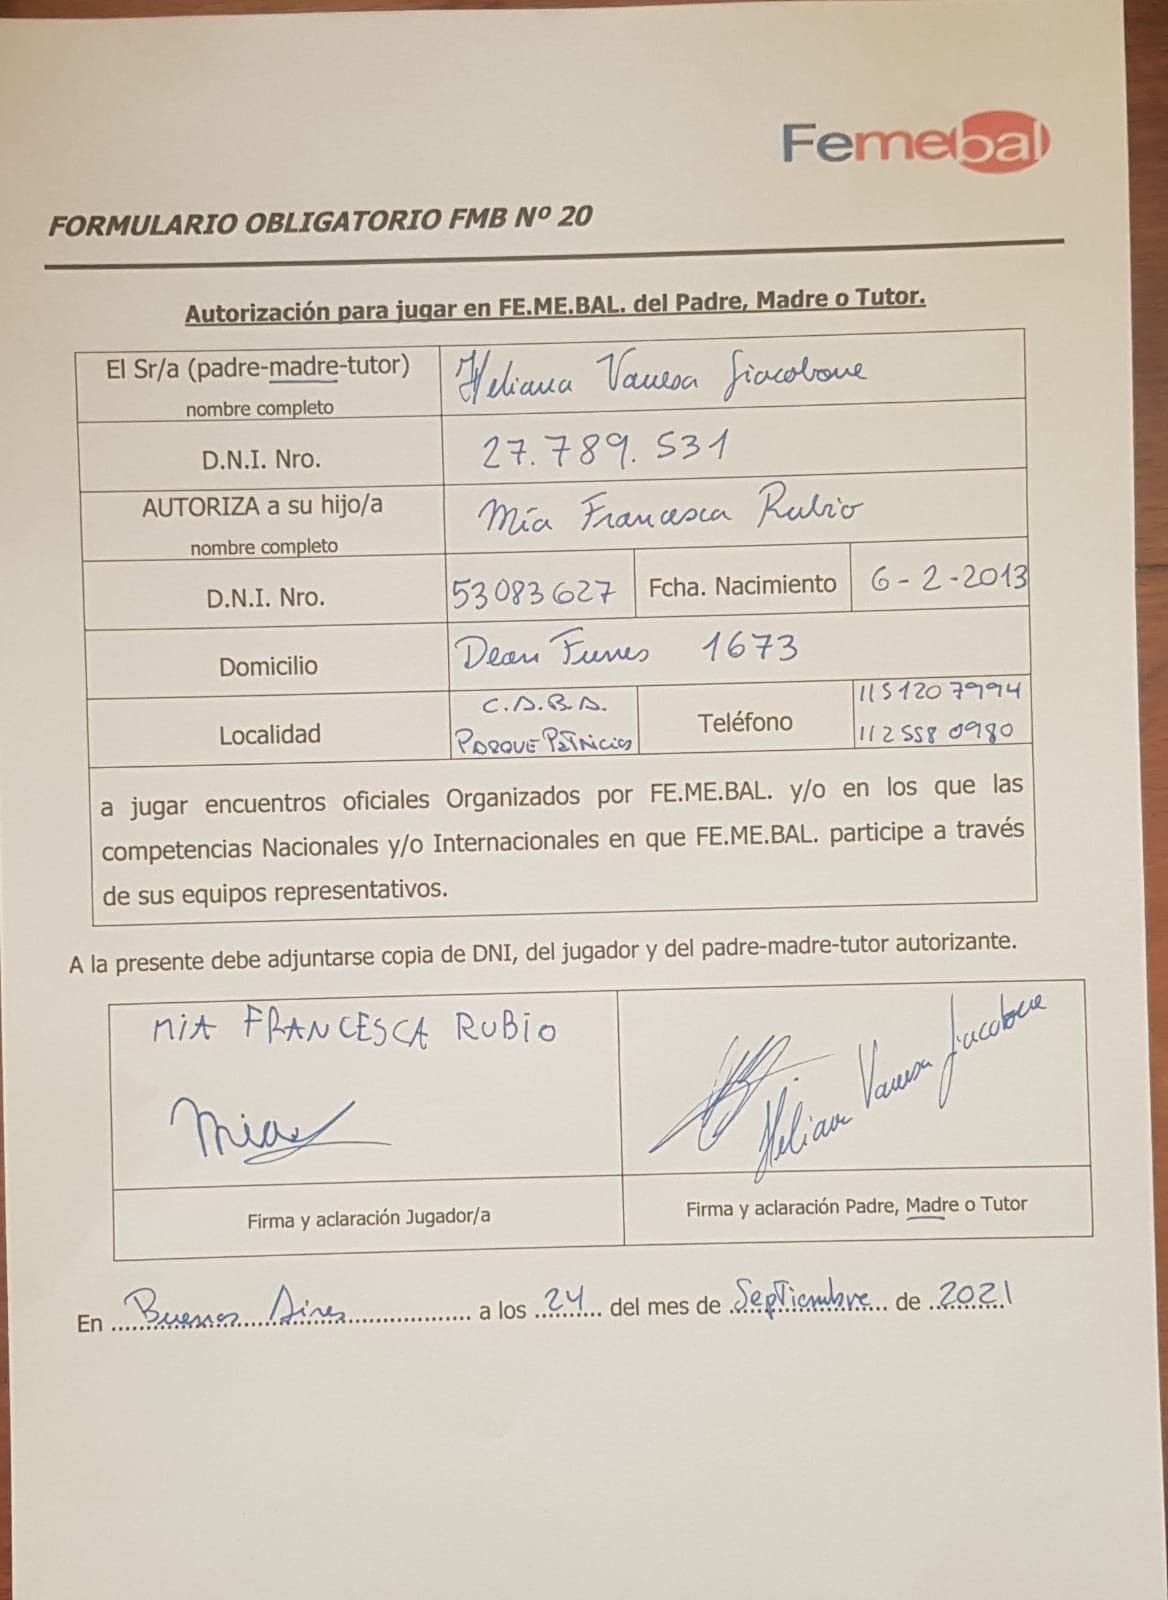 Femebal
FORMULARIO OBLIGATORIO FMB Nº 20
Autorización para jugar en FE.ME.BAL. del Padre, Madre o Tutor.
El Sr/a (padre-madre-tutor)
nombre completo
Heliana Vanesa Giacobone
D.N.I. Nro.
27.789.531
AUTORIZA a su hijo/a
nombre completo
Mía Francesca Rubio
D.N.I. Nro.
53083627
Fcha. Nacimiento
6-2-2013
Domicilio
Dean Funes 1673
Localidad
C.A.B.A.
PARQUE PATRICIOS
Teléfono
1151207994
1125580980
a jugar encuentros oficiales Organizados por FE.ME.BAL. y/o en los que las
competencias Nacionales y/o Internacionales en que FE.ME.BAL. participe a través
de sus equipos representativos.
A la presente debe adjuntarse copia de DNI, del jugador y del padre-madre-tutor autorizante.
MIA FRANCESCA RUBIO
Mia
Heliana Vanesa Giacobone
Firma y aclaración Jugador/a
Firma y aclaración Padre, Madre o Tutor
En Buenos Aires a los 24 del mes de Septiembre de 2021